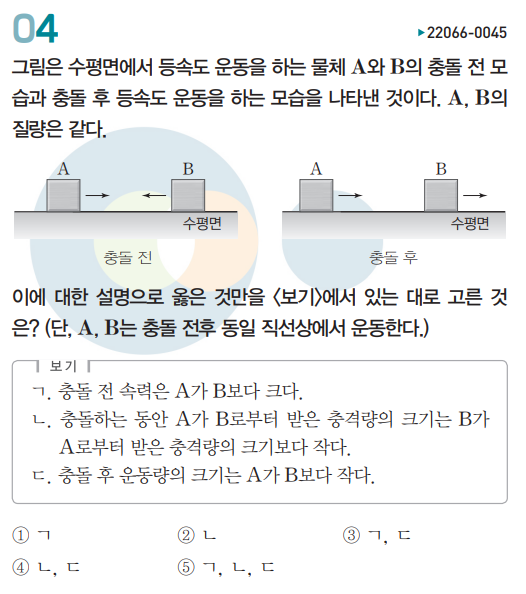 04
▶22066-0045
그림은 수평면에서 등속도 운동을 하는 물체 A와 B의 충돌 전 모
습과 충돌 후 등속도 운동을 하는 모습을 나타낸 것이다. A, B의
질량은 같다.
A B A B
수평면 수평면
충돌 전 충돌 후
이에 대한 설명으로 옳은 것만을 <보기>에서 있는 대로 고른 것
은? (단, A, B는 충돌 전후 동일 직선상에서 운동한다.)
보기
ㄱ. 충돌 전 속력은 A가 B보다 크다.
ㄴ. 충돌하는 동안 A가 B로부터 받은 충격량의 크기는 B가
A로부터 받은 충격량의 크기보다 작다.
ㄷ. 충돌 후 운동량의 크기는 A가 B보다 작다.
① ㄱ ② ㄴ ③ ㄱ, ㄷ
④ ㄴ, ㄷ ⑤ ㄱ, ㄴ, ㄷ